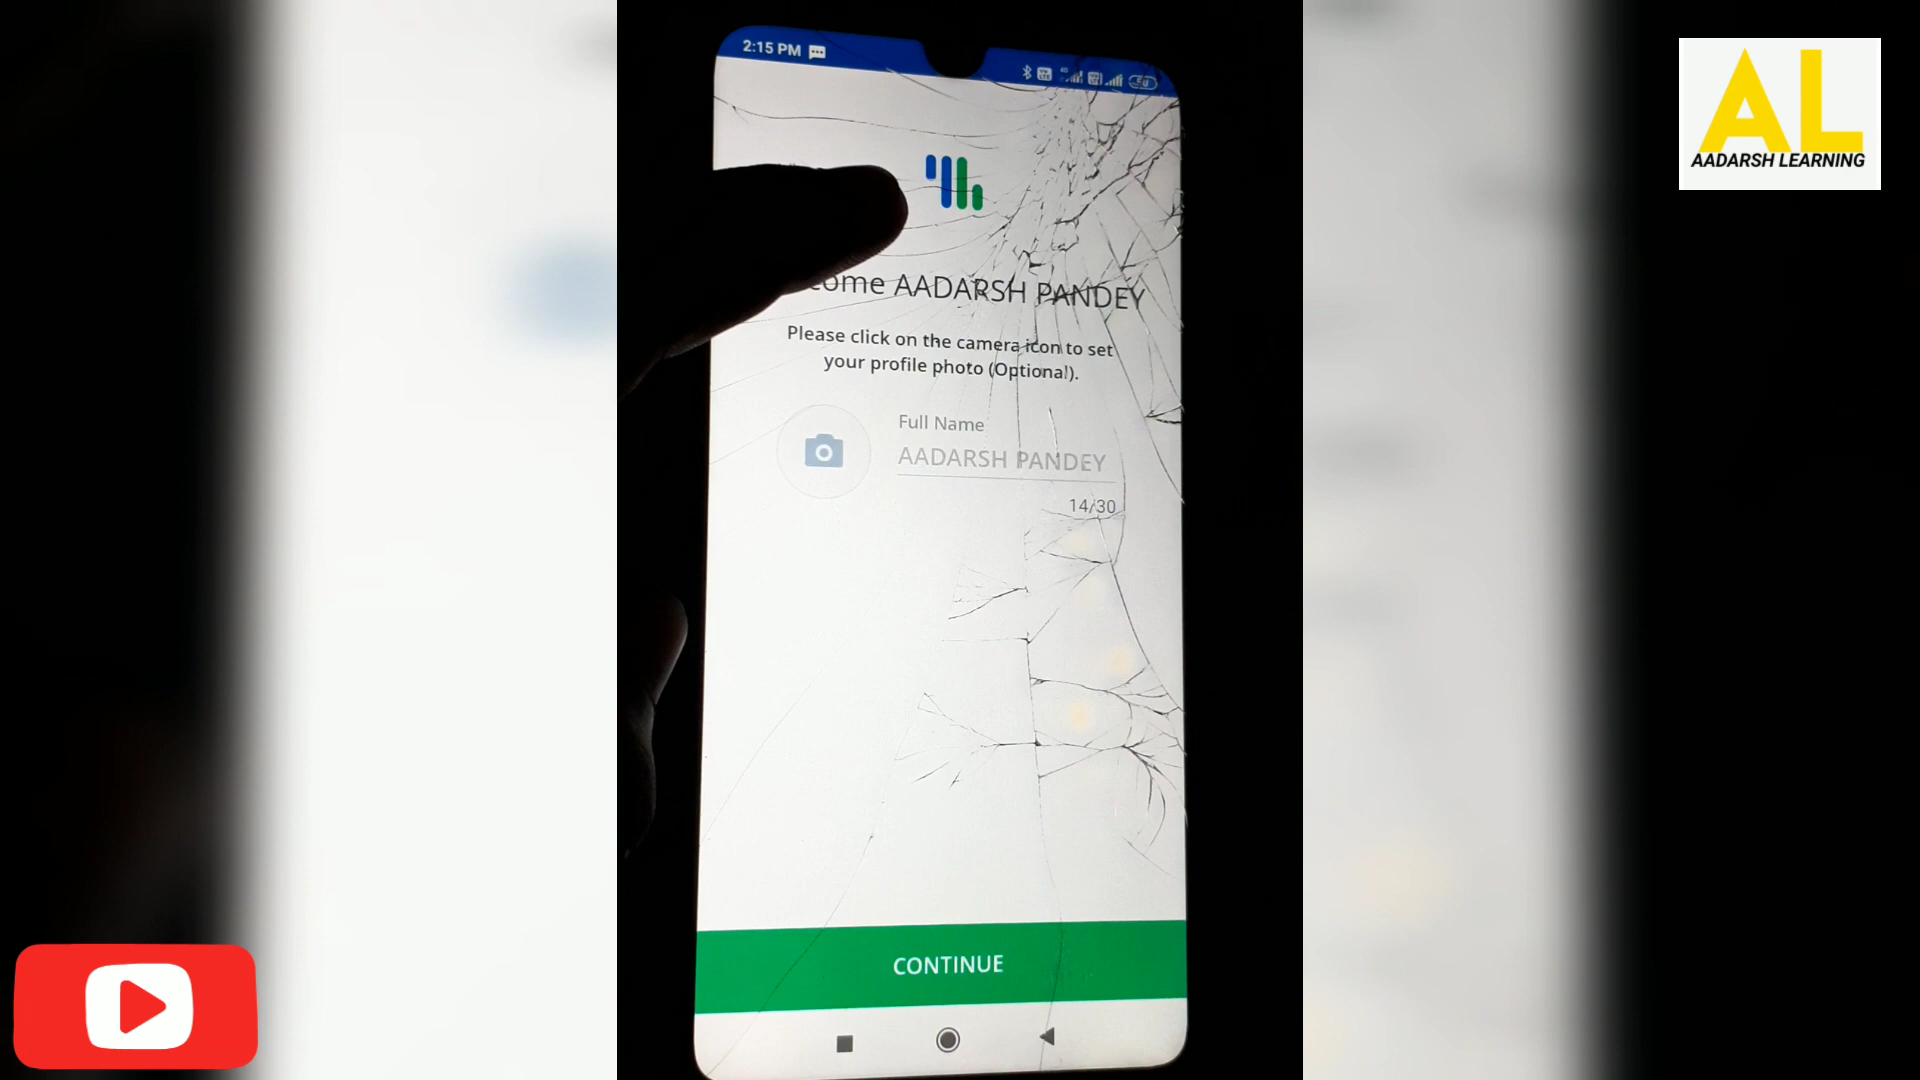 2:15 PM
AL
AADARSH LEARNING
come AADARSH PANDEY
Please click on the camera icon to set
your profile photo (Optional).
Full Name
AADARSH PANDEY
14/30
CONTINUE